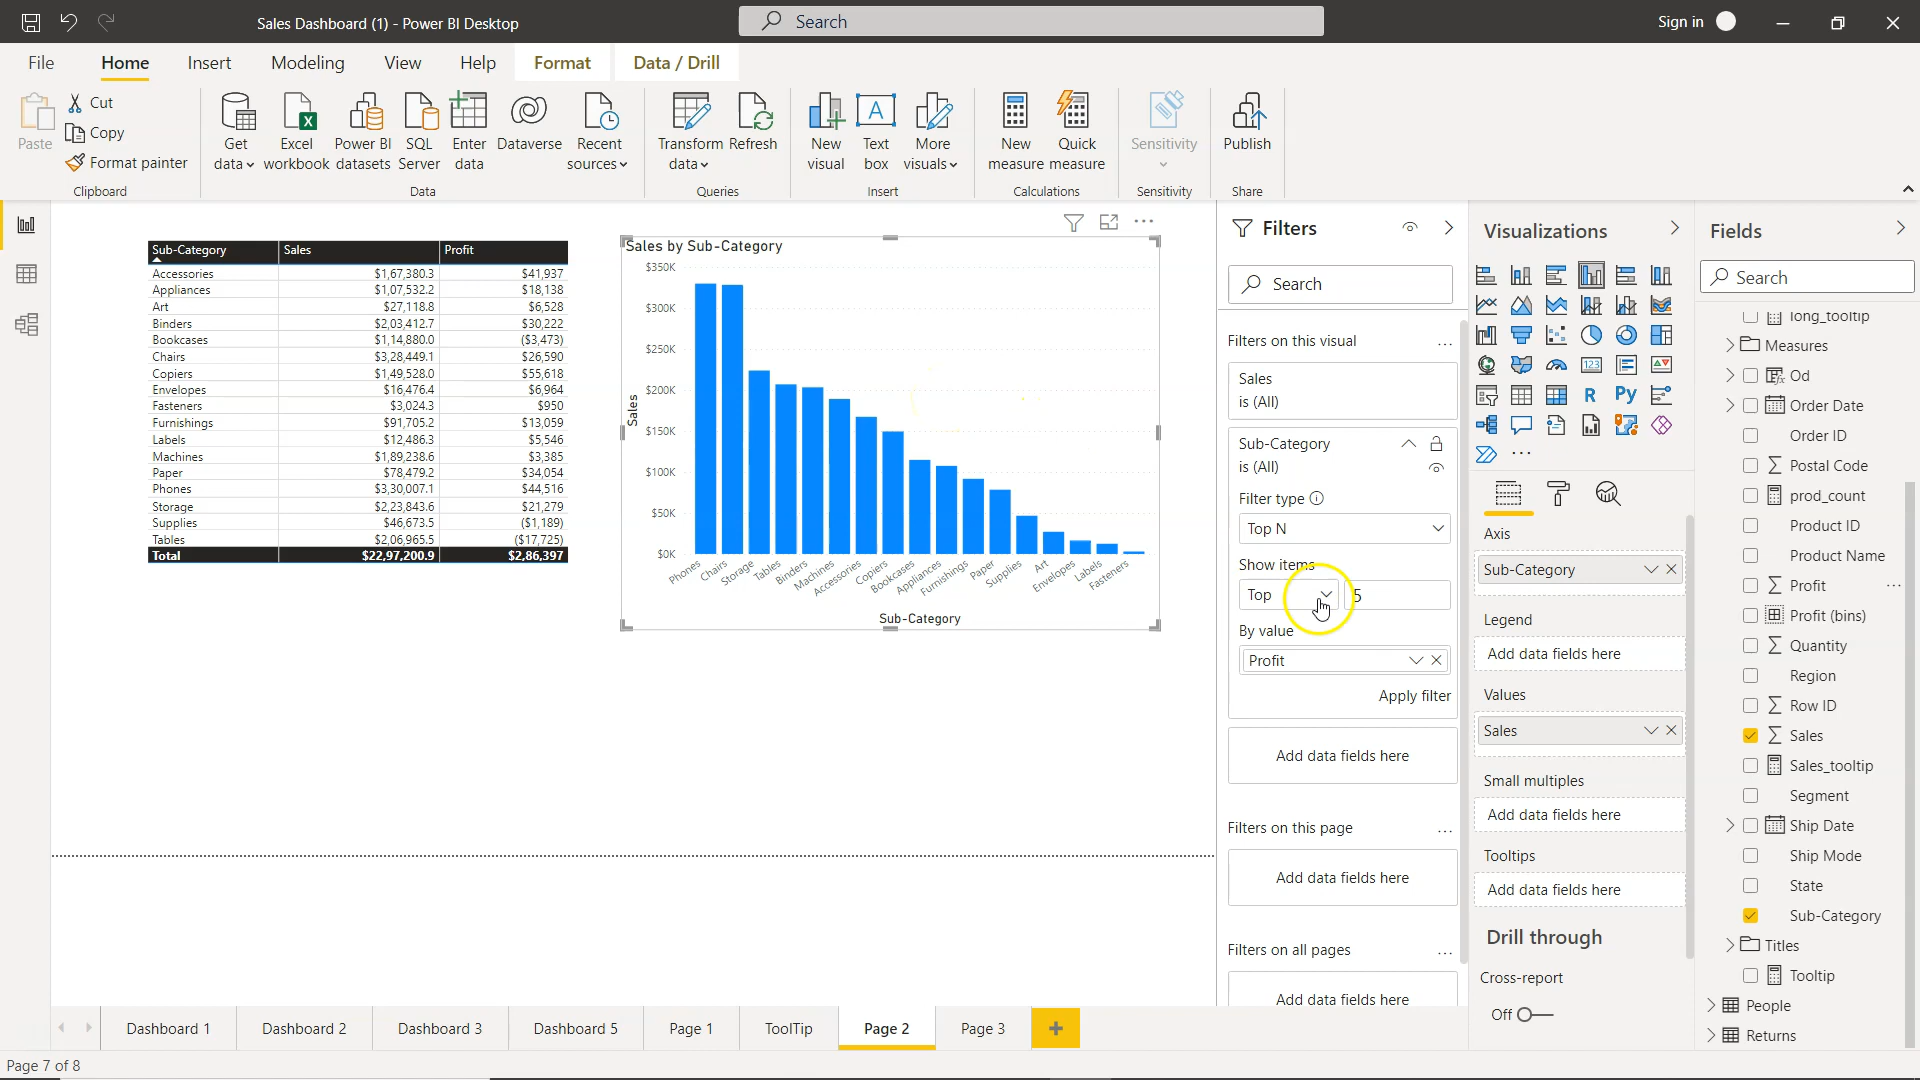 Sales Dashboard (1) - Power BI Desktop
Search
Sign in
File
Home
Insert
Modeling
View
Help
Format
Data / Drill
Paste
Cut
Copy
Format painter
Clipboard
Get data
Excel workbook
Power BI datasets
SQL Server
Enter data
Dataverse
Recent sources
Data
Transform data
Refresh
Queries
New visual
Text box
More visuals
Insert
New measure
Quick measure
Calculations
Sensitivity
Sensitivity
Publish
Share
Sub-Category Sales Profit
Accessories $1,67,380.3 $41,937
Appliances $1,07,532.2 $18,138
Art $27,118.8 $6,528
Binders $2,03,412.7 $30,222
Bookcases $1,14,880.0 ($3,473)
Chairs $3,28,449.1 $26,590
Copiers $1,49,528.0 $55,618
Envelopes $16,476.4 $6,964
Fasteners $3,024.3 $950
Furnishings $91,705.2 $13,059
Labels $12,486.3 $5,546
Machines $1,89,238.6 $3,385
Paper $78,479.2 $34,054
Phones $3,30,007.1 $44,516
Storage $2,23,843.6 $21,279
Supplies $46,673.5 ($1,189)
Tables $2,06,965.5 ($17,725)
Total $22,97,200.9 $2,86,397
Sales by Sub-Category
$350K
$300K
$250K
$200K
$150K
$100K
$50K
$0K
Sales
Phones
Chairs
Storage
Tables
Binders
Machines
Accessories
Copiers
Bookcases
Appliances
Furnishings
Paper
Supplies
Art
Envelopes
Labels
Fasteners
Sub-Category
Filters
Search
Filters on this visual
Sales
is (All)
Sub-Category
is (All)
Filter type
Top N
Show items
Top 5
By value
Profit
Apply filter
Add data fields here
Filters on this page
Add data fields here
Filters on all pages
Add data fields here
Visualizations
123
R
Py
Axis
Sub-Category
Legend
Add data fields here
Values
Sales
Small multiples
Add data fields here
Tooltips
Add data fields here
Drill through
Cross-report
Off
Fields
Search
long_tooltip
Measures
Od
Order Date
Order ID
Postal Code
prod_count
Product ID
Product Name
Profit
Profit (bins)
Quantity
Region
Row ID
Sales
Sales_tooltip
Segment
Ship Date
Ship Mode
State
Sub-Category
Titles
Tooltip
People
Returns
Dashboard 1
Dashboard 2
Dashboard 3
Dashboard 5
Page 1
ToolTip
Page 2
Page 3
Page 7 of 8